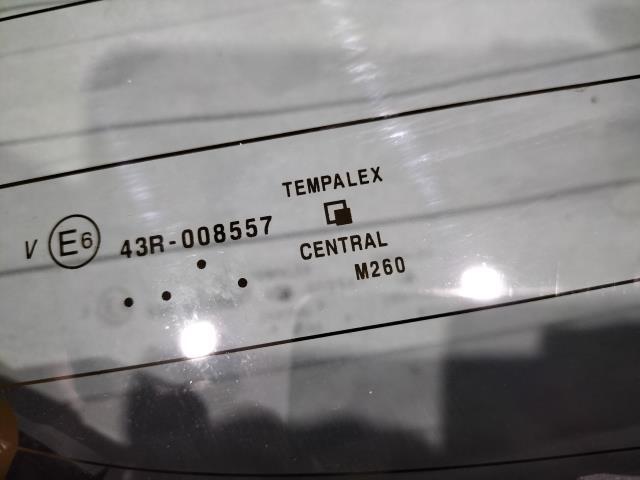 TEMPALEX
V E6 43R-008557
CENTRAL
M260